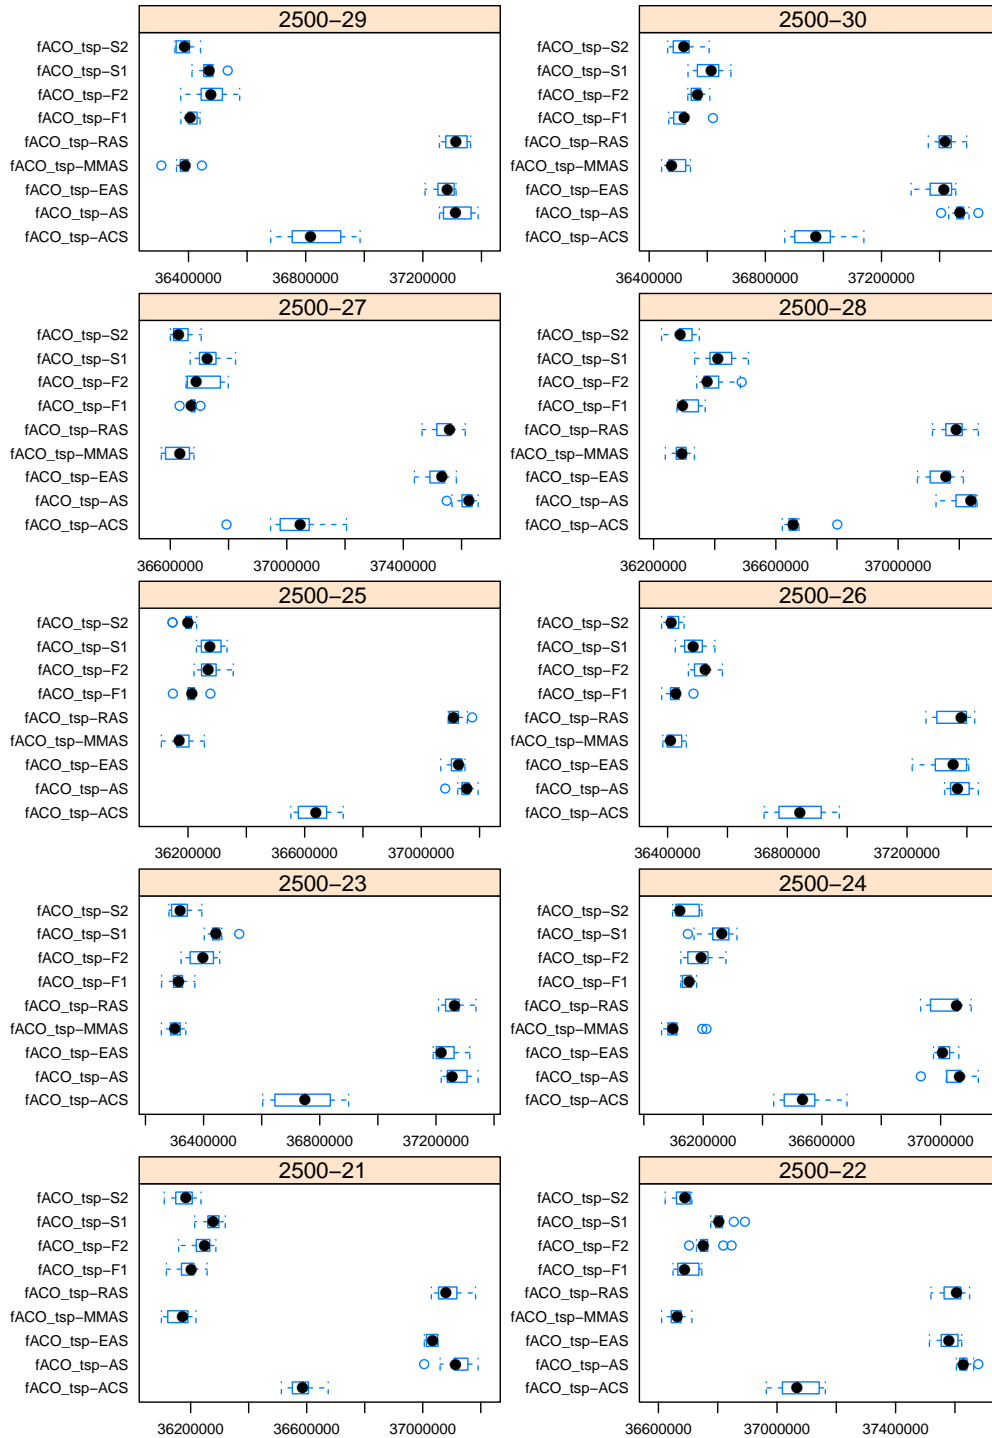 2500−29
fACO_tsp−S2
fACO_tsp−S1
fACO_tsp−F2
fACO_tsp−F1
fACO_tsp−RAS
fACO_tsp−MMAS
fACO_tsp−EAS
fACO_tsp−AS
fACO_tsp−ACS
36400000 36800000 37200000
2500−30
fACO_tsp−S2
fACO_tsp−S1
fACO_tsp−F2
fACO_tsp−F1
fACO_tsp−RAS
fACO_tsp−MMAS
fACO_tsp−EAS
fACO_tsp−AS
fACO_tsp−ACS
36400000 36800000 37200000
2500−27
fACO_tsp−S2
fACO_tsp−S1
fACO_tsp−F2
fACO_tsp−F1
fACO_tsp−RAS
fACO_tsp−MMAS
fACO_tsp−EAS
fACO_tsp−AS
fACO_tsp−ACS
36600000 37000000 37400000
2500−28
fACO_tsp−S2
fACO_tsp−S1
fACO_tsp−F2
fACO_tsp−F1
fACO_tsp−RAS
fACO_tsp−MMAS
fACO_tsp−EAS
fACO_tsp−AS
fACO_tsp−ACS
36200000 36600000 37000000
2500−25
fACO_tsp−S2
fACO_tsp−S1
fACO_tsp−F2
fACO_tsp−F1
fACO_tsp−RAS
fACO_tsp−MMAS
fACO_tsp−EAS
fACO_tsp−AS
fACO_tsp−ACS
36200000 36600000 37000000
2500−26
fACO_tsp−S2
fACO_tsp−S1
fACO_tsp−F2
fACO_tsp−F1
fACO_tsp−RAS
fACO_tsp−MMAS
fACO_tsp−EAS
fACO_tsp−AS
fACO_tsp−ACS
36400000 36800000 37200000
2500−23
fACO_tsp−S2
fACO_tsp−S1
fACO_tsp−F2
fACO_tsp−F1
fACO_tsp−RAS
fACO_tsp−MMAS
fACO_tsp−EAS
fACO_tsp−AS
fACO_tsp−ACS
36400000 36800000 37200000
2500−24
fACO_tsp−S2
fACO_tsp−S1
fACO_tsp−F2
fACO_tsp−F1
fACO_tsp−RAS
fACO_tsp−MMAS
fACO_tsp−EAS
fACO_tsp−AS
fACO_tsp−ACS
36200000 36600000 37000000
2500−21
fACO_tsp−S2
fACO_tsp−S1
fACO_tsp−F2
fACO_tsp−F1
fACO_tsp−RAS
fACO_tsp−MMAS
fACO_tsp−EAS
fACO_tsp−AS
fACO_tsp−ACS
36200000 36600000 37000000
2500−22
fACO_tsp−S2
fACO_tsp−S1
fACO_tsp−F2
fACO_tsp−F1
fACO_tsp−RAS
fACO_tsp−MMAS
fACO_tsp−EAS
fACO_tsp−AS
fACO_tsp−ACS
36600000 37000000 37400000